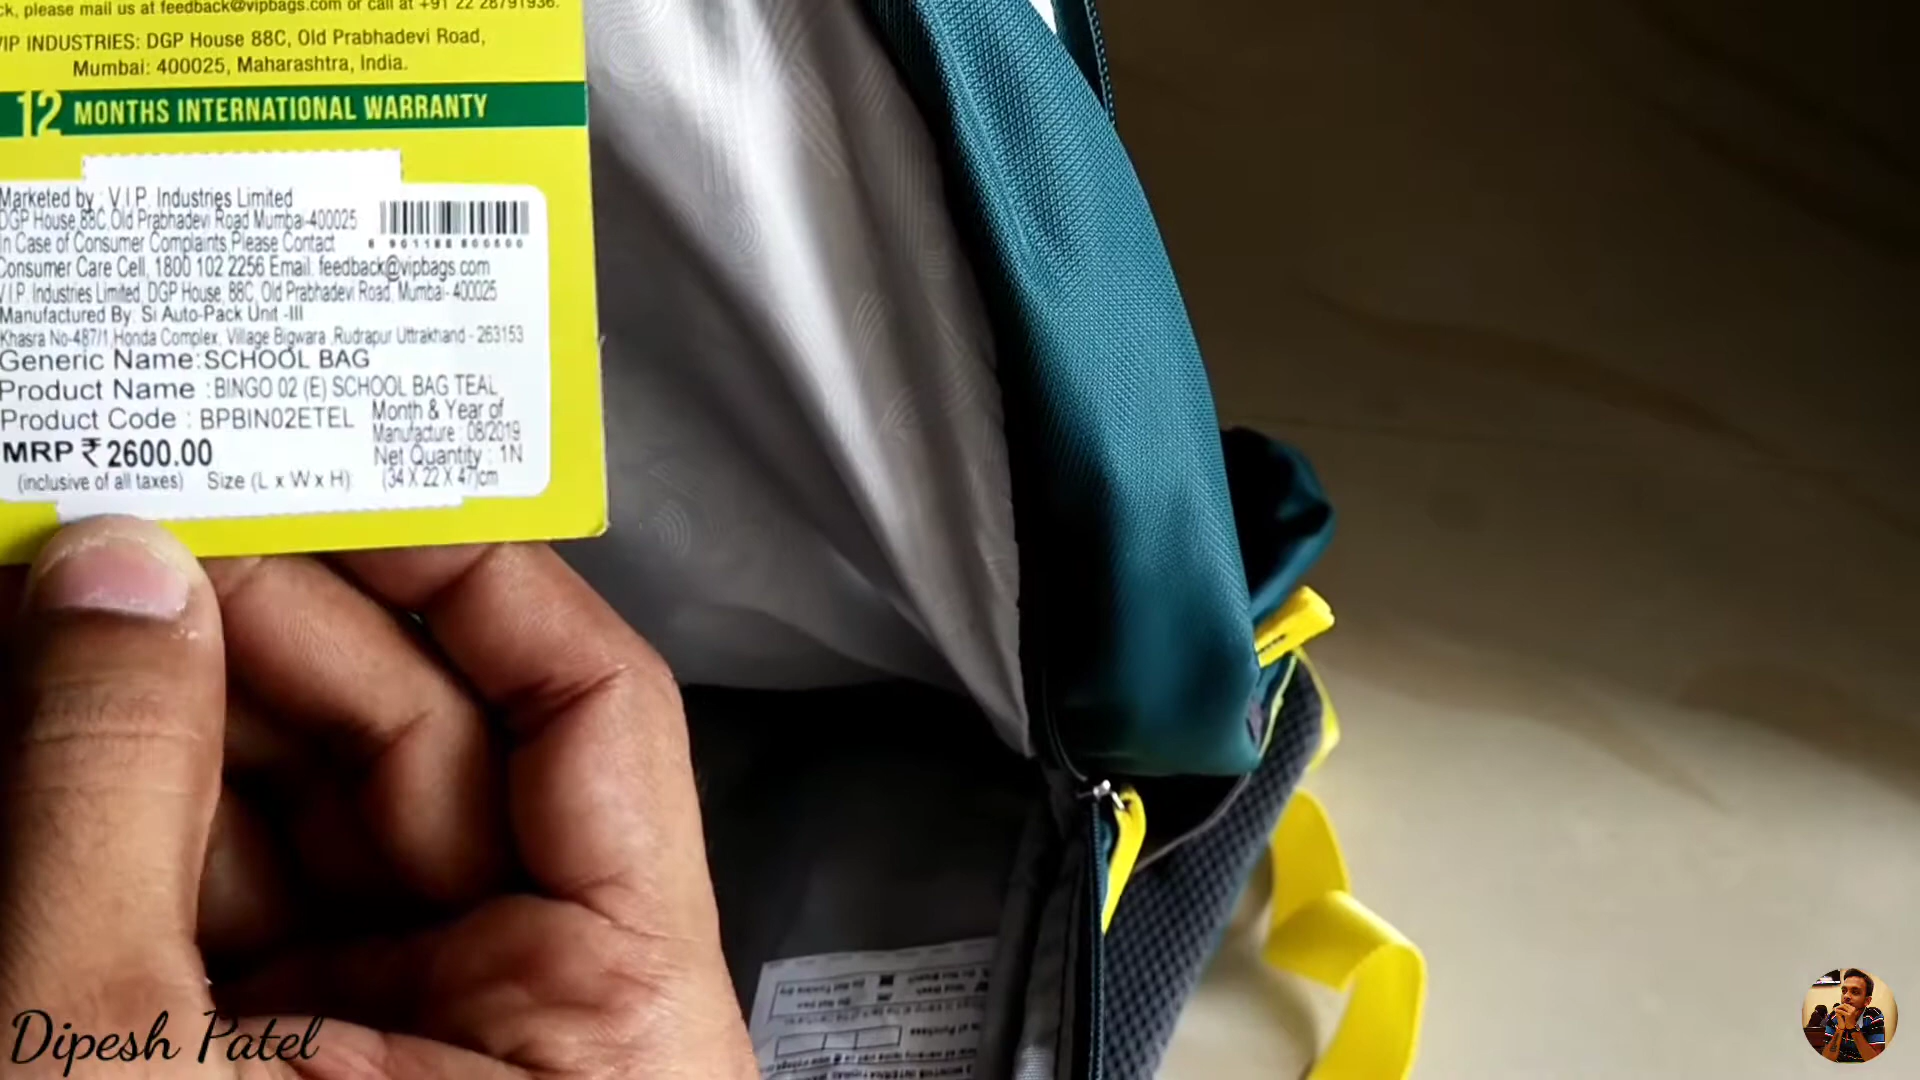 ck, please mail us at feedback@vipbags.com or call at +91 22 28791936.
VIP INDUSTRIES: DGP House 88C, Old Prabhadevi Road,
Mumbai: 400025, Maharashtra, India.
12 MONTHS INTERNATIONAL WARRANTY
Marketed by : V.I.P. Industries Limited
DGP House,88C,Old Prabhadevi Road Mumbai-400025
In Case of Consumer Complaints Please Contact
Consumer Care Cell, 1800 102 2256 Email: feedback@vipbags.com
V.I.P. Industries Limited, DGP House, 88C, Old Prabhadevi Road, Mumbai- 400025
Manufactured By: Si Auto-Pack Unit -III
Khasra No-487/1,Honda Complex, Village Bigwara ,Rudrapur Uttrakhand - 263153
Generic Name:SCHOOL BAG
Product Name :BINGO 02 (E) SCHOOL BAG TEAL
Product Code : BPBIN02ETEL
Month & Year of
Manufacture : 08/2019
MRP ₹ 2600.00
Net Quantity : 1N
(inclusive of all taxes) Size (L x W x H): (34 X 22 X 47)cm
Dipesh Patel